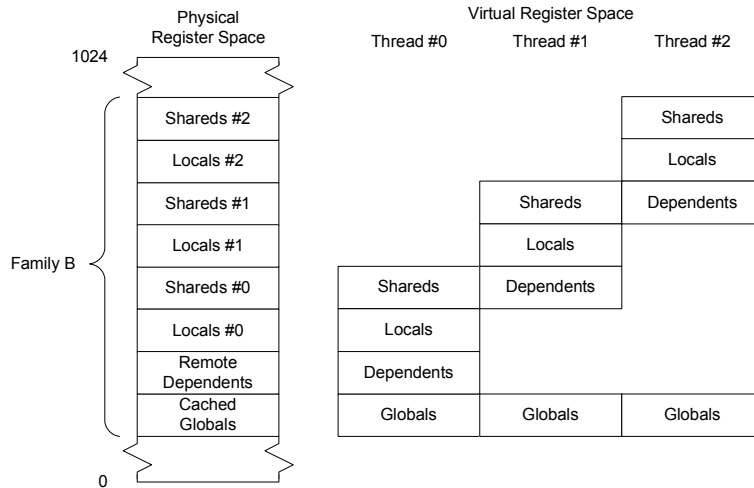 Physical
Register Space
Virtual Register Space
Thread #0
Thread #1
Thread #2
1024
Shareds #2
Shareds
Locals #2
Locals
Shareds #1
Shareds
Dependents
Locals #1
Locals
Family B
Shareds #0
Shareds
Dependents
Locals #0
Locals
Remote
Dependents
Dependents
Cached
Globals
Globals
Globals
Globals
0